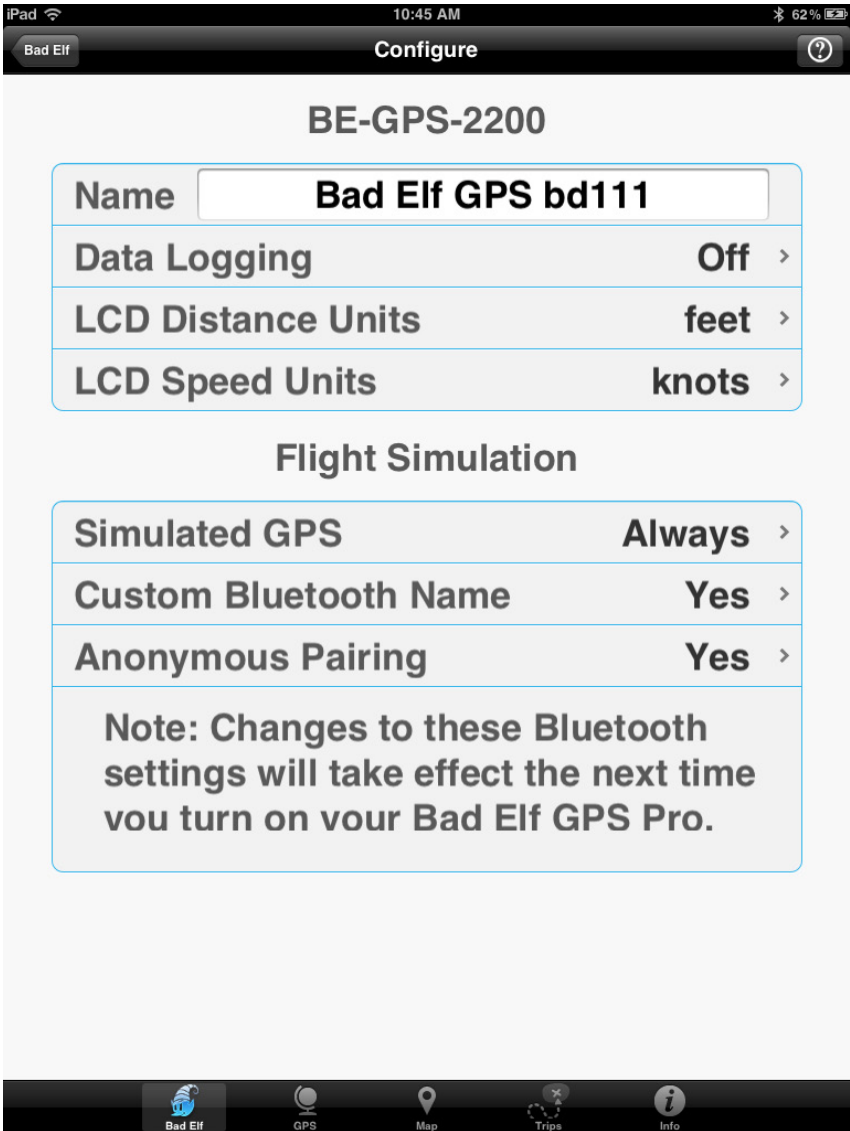 iPad 10:45 AM 62%
Bad Elf Configure ?
BE-GPS-2200
Name Bad Elf GPS bd111
Data Logging Off >
LCD Distance Units feet >
LCD Speed Units knots >
Flight Simulation
Simulated GPS Always >
Custom Bluetooth Name Yes >
Anonymous Pairing Yes >
Note: Changes to these Bluetooth
settings will take effect the next time
you turn on your Bad Elf GPS Pro.
Bad Elf GPS Map Trips Info